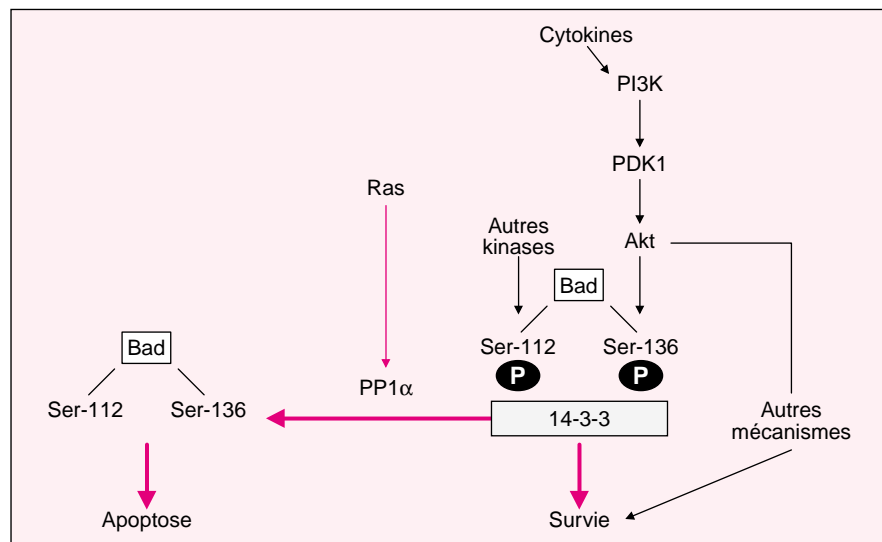 Cytokines
PI3K
PDK1
Ras
Autres
kinases
Akt
Bad
Ser-112 Ser-136
P P
Bad
Ser-112 Ser-136
PP1α
14-3-3
Autres
mécanismes
Apoptose
Survie